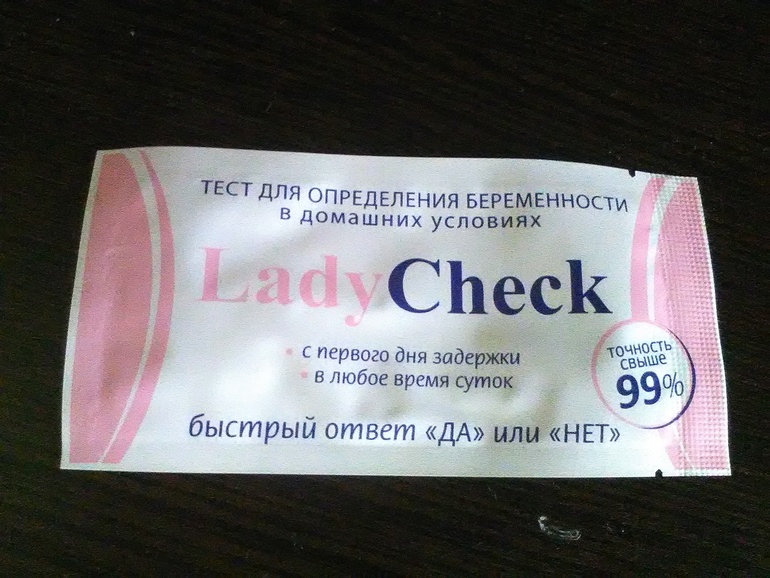 ТЕСТ ДЛЯ ОПРЕДЕЛЕНИЯ БЕРЕМЕННОСТИ
в домашних условиях
LadyCheck
• с первого дня задержки
• в любое время суток
точность
свыше
99%
быстрый ответ «ДА» или «НЕТ»